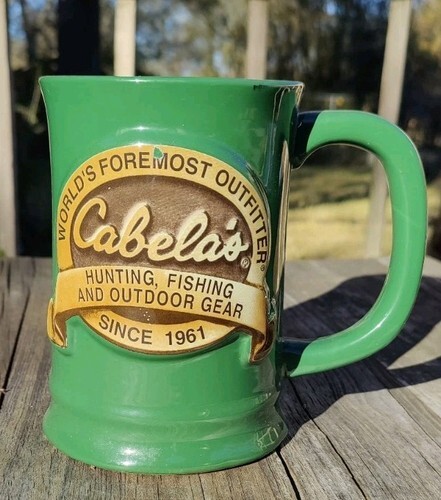 WORLD'S FOREMOST OUTFITTER®
Cabela's®
HUNTING, FISHING
AND OUTDOOR GEAR
SINCE 1961